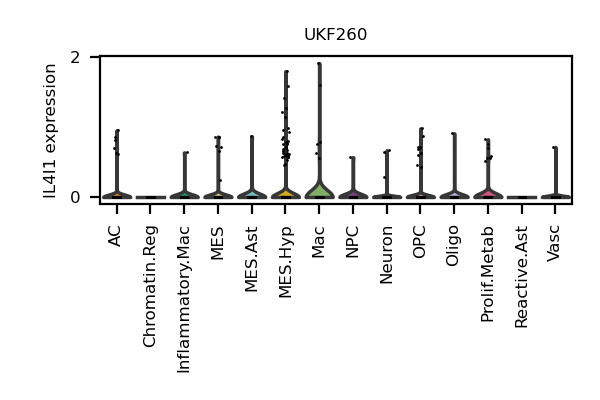 UKF260
IL4I1 expression
2
0
AC
Chromatin.Reg
Inflammatory.Mac
MES
MES.Ast
MES.Hyp
Mac
NPC
Neuron
OPC
Oligo
Prolif.Metab
Reactive.Ast
Vasc